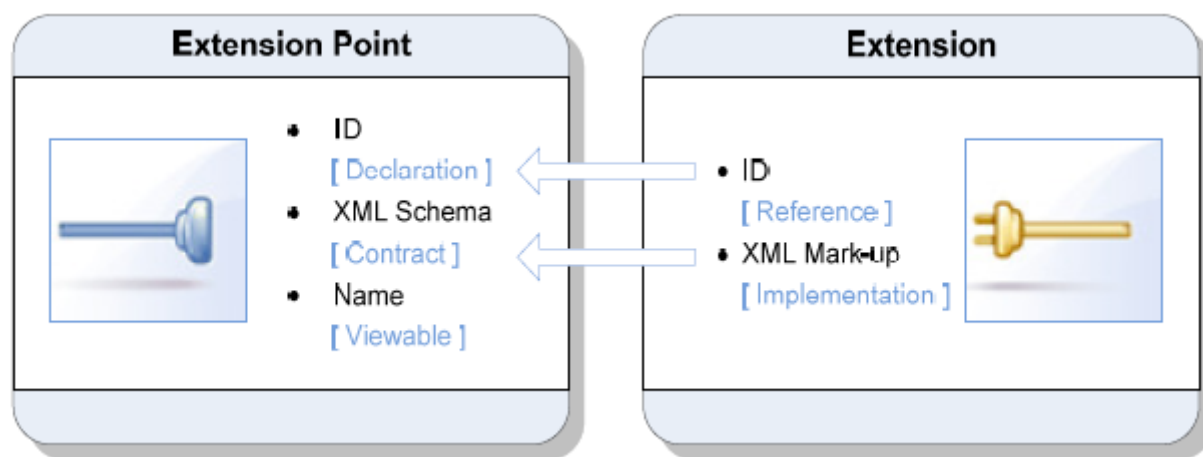 Extension Point
• ID
[ Declaration ]
• XML Schema
[ Contract ]
• Name
[ Viewable ]
Extension
• ID
[ Reference ]
• XML Mark-up
[ Implementation ]